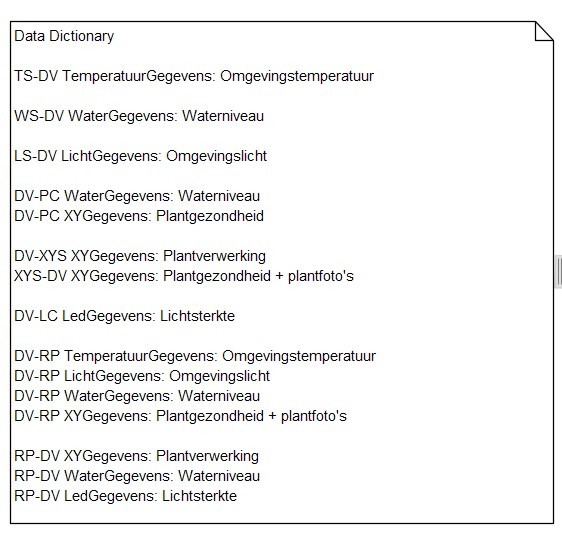 Data Dictionary
TS-DV TemperatuurGegevens: Omgevingstemperatuur
WS-DV WaterGegevens: Waterniveau
LS-DV LichtGegevens: Omgevingslicht
DV-PC WaterGegevens: Waterniveau
DV-PC XYGegevens: Plantgezondheid
DV-XYS XYGegevens: Plantverwerking
XYS-DV XYGegevens: Plantgezondheid + plantfoto's
DV-LC LedGegevens: Lichtsterkte
DV-RP TemperatuurGegevens: Omgevingstemperatuur
DV-RP LichtGegevens: Omgevingslicht
DV-RP WaterGegevens: Waterniveau
DV-RP XYGegevens: Plantgezondheid + plantfoto's
RP-DV XYGegevens: Plantverwerking
RP-DV WaterGegevens: Waterniveau
RP-DV LedGegevens: Lichtsterkte